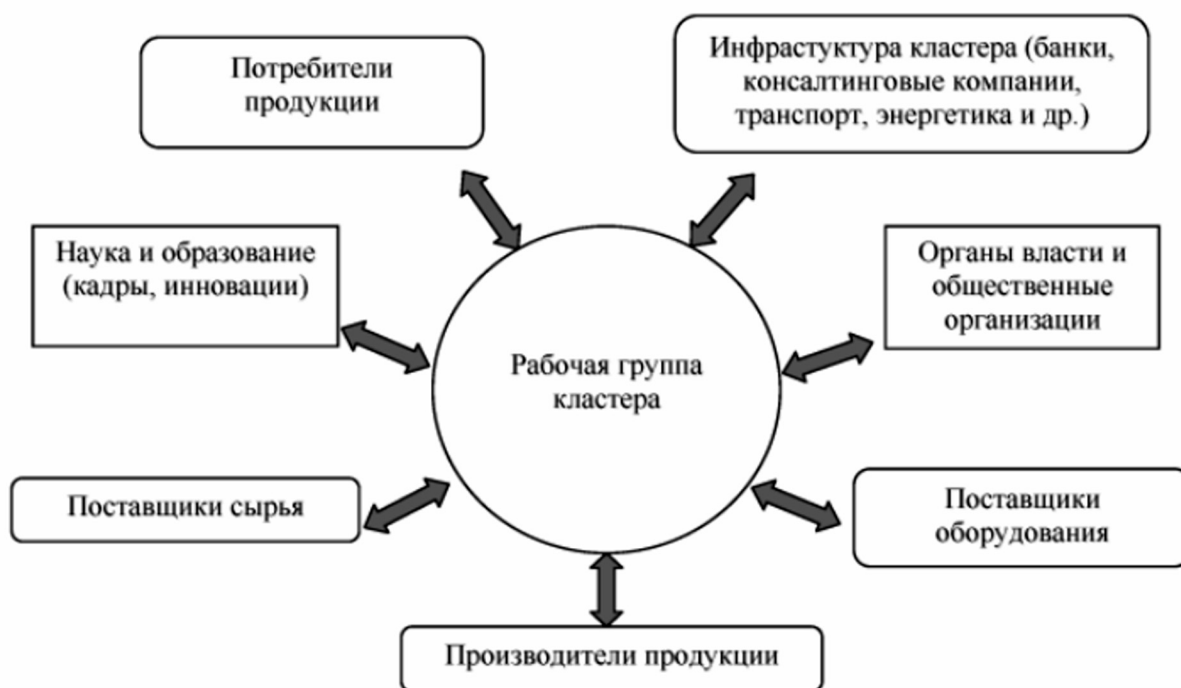 Потребители
продукции
Инфрастуктура кластера (банки,
консалтинговые компании,
транспорт, энергетика и др.)
Наука и образование
(кадры, инновации)
Органы власти и
общественные
организации
Рабочая группа
кластера
Поставщики сырья
Поставщики
оборудования
Производители продукции